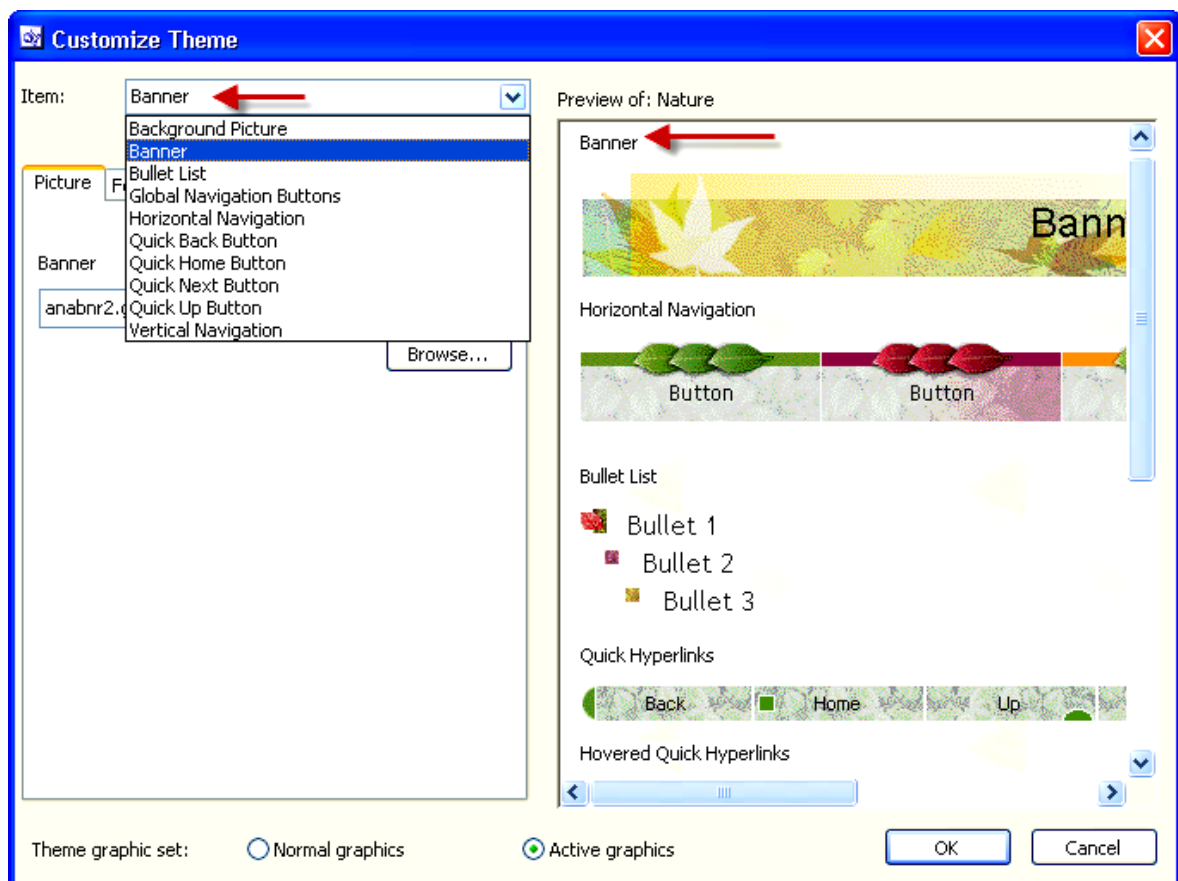 Customize Theme
Item:
Banner
Background Picture
Banner
Bullet List
Global Navigation Buttons
Horizontal Navigation
Quick Back Button
Quick Home Button
Quick Next Button
Quick Up Button
Vertical Navigation
Picture
Banner
Browse...
Preview of: Nature
Banner
Horizontal Navigation
Button
Button
Bullet List
Bullet 1
Bullet 2
Bullet 3
Quick Hyperlinks
Back
Home
Up
Hovered Quick Hyperlinks
Theme graphic set:
Normal graphics
Active graphics
OK
Cancel